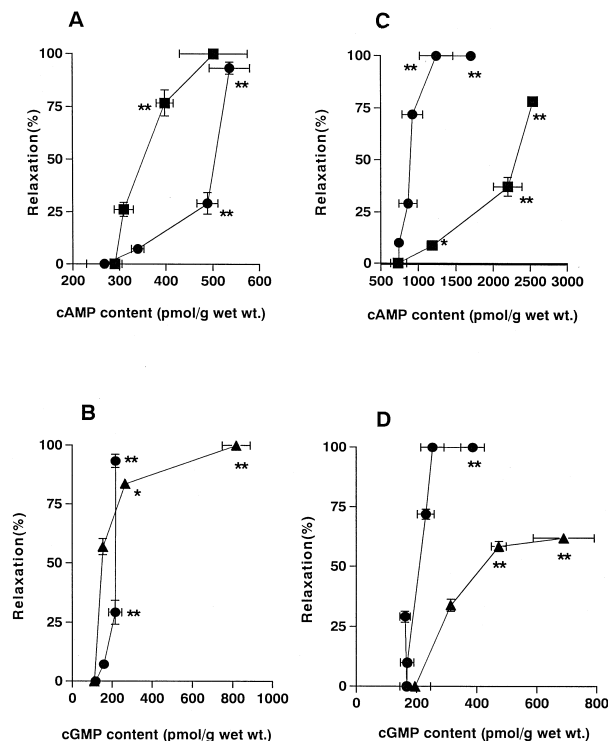 A
100
75
50
25
0
Relaxation(%)
**
**
**
200 300 400 500 600
cAMP content (pmol/g wet wt.)
C
100
75
50
25
0
Relaxation(%)
**
**
**
**
*
500 1000 1500 2000 2500 3000
cAMP content (pmol/g wet wt.)
B
100
75
50
25
0
Relaxation(%)
**
*
**
**
0 200 400 600 800 1000
cGMP content (pmol/g wet wt.)
D
100
75
50
25
0
Relaxation(%)
**
**
**
0 200 400 600 800
cGMP content (pmol/g wet wt.)